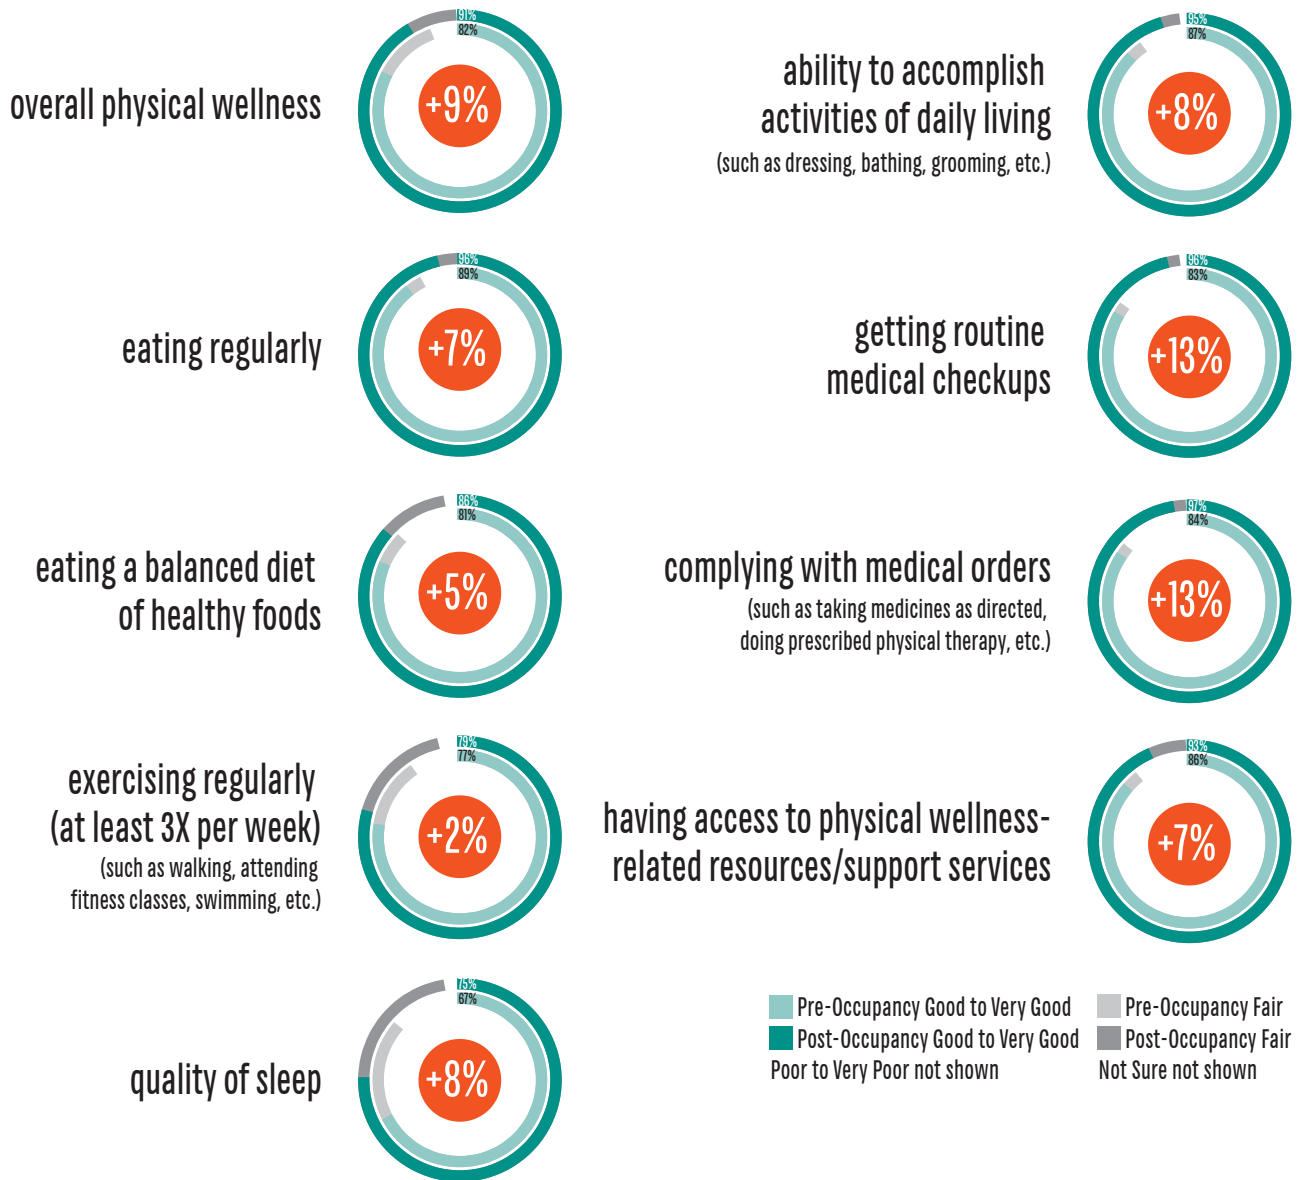 overall physical wellness
91%
82%
+9%
eating regularly
96%
89%
+7%
eating a balanced diet
of healthy foods
86%
81%
+5%
exercising regularly
(at least 3X per week)
(such as walking, attending
fitness classes, swimming, etc.)
79%
77%
+2%
quality of sleep
75%
67%
+8%
ability to accomplish
activities of daily living
(such as dressing, bathing, grooming, etc.)
95%
87%
+8%
getting routine
medical checkups
96%
83%
+13%
complying with medical orders
(such as taking medicines as directed,
doing prescribed physical therapy, etc.)
97%
84%
+13%
having access to physical wellness-
related resources/support services
93%
86%
+7%
Pre-Occupancy Good to Very Good
Post-Occupancy Good to Very Good
Poor to Very Poor not shown
Pre-Occupancy Fair
Post-Occupancy Fair
Not Sure not shown